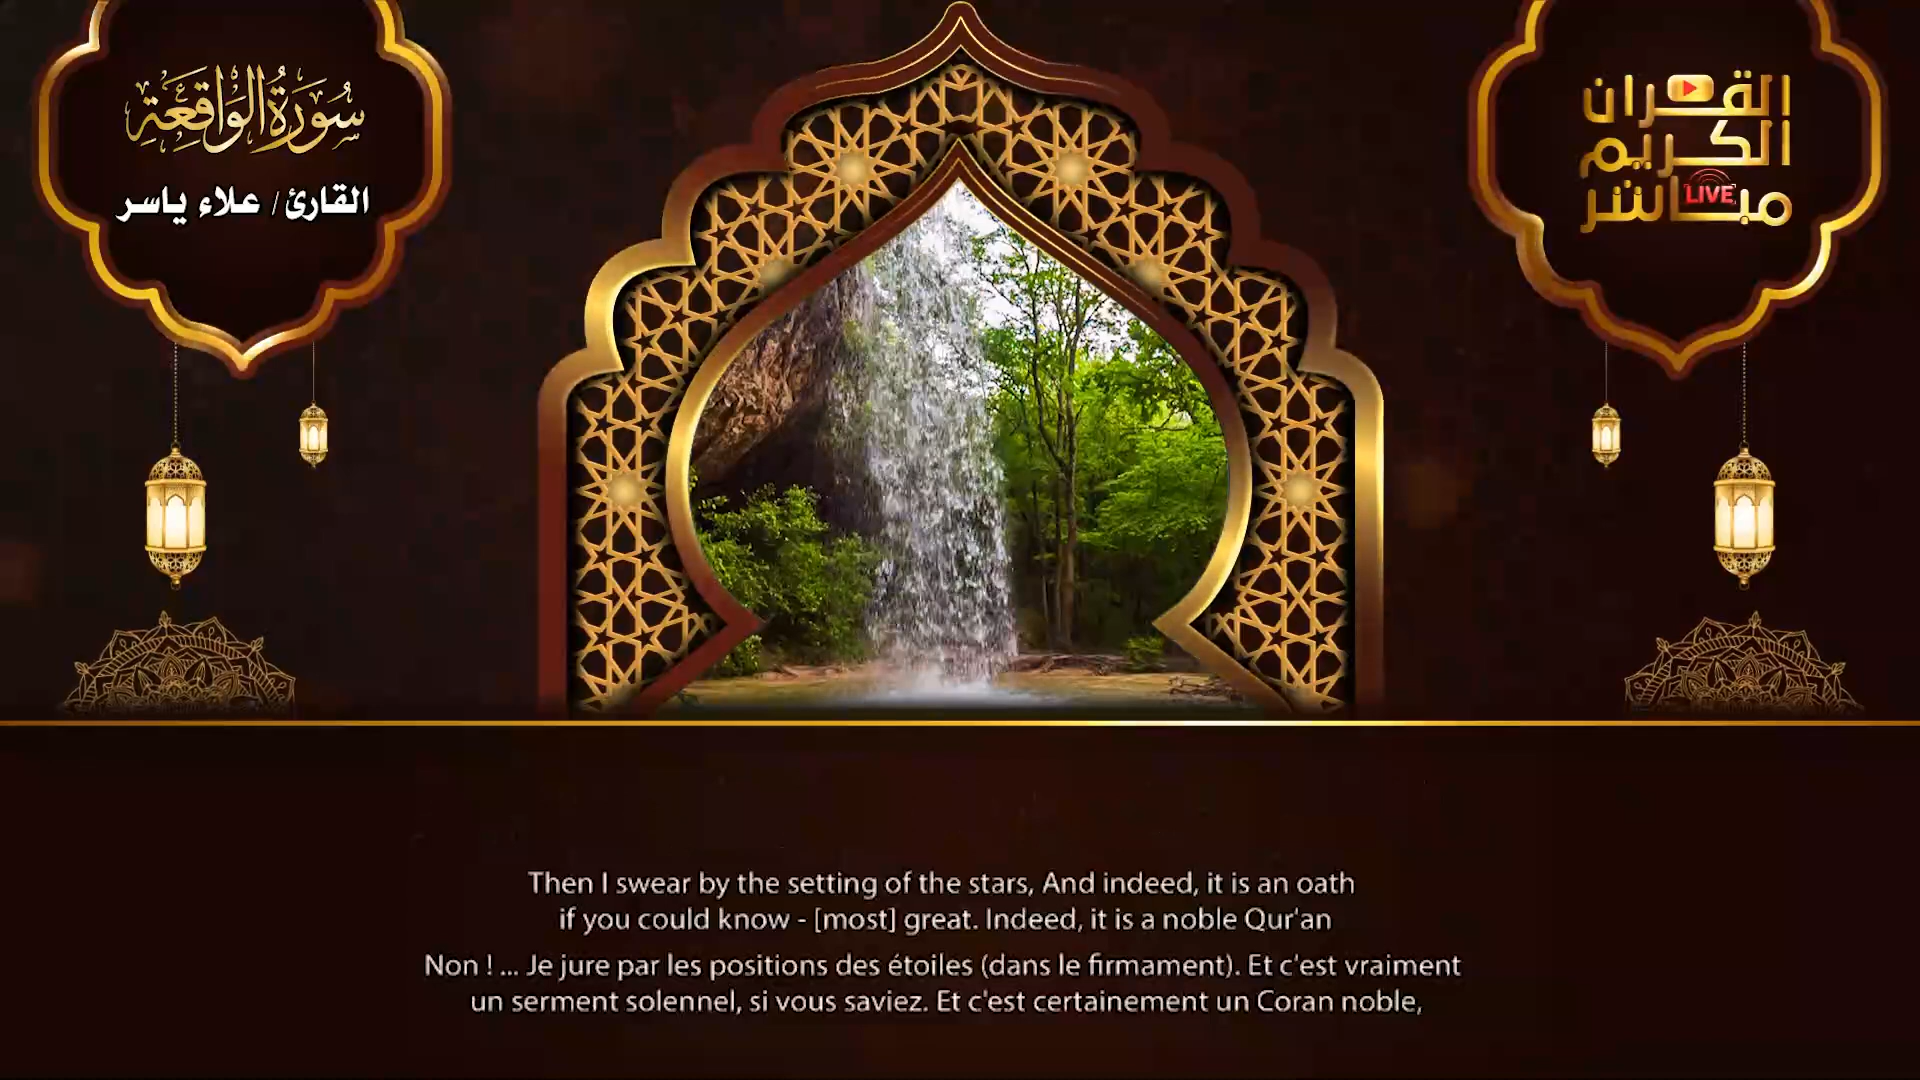 سُورَةُ الوَاقِعَةِ
القارئ / علاء ياسر
القران
الكريم
مباشر
LIVE
Then I swear by the setting of the stars, And indeed, it is an oath
if you could know - [most] great. Indeed, it is a noble Qur'an
Non ! ... Je jure par les positions des étoiles (dans le firmament). Et c'est vraiment
un serment solennel, si vous saviez. Et c'est certainement un Coran noble,